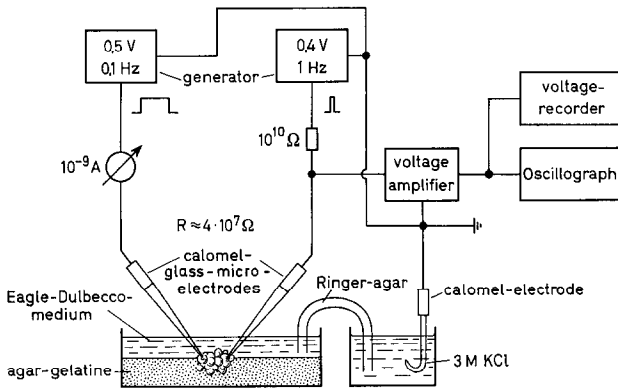 0,5 V
0,1 Hz
generator
0,4 V
1 Hz
10¹⁰Ω
10⁻⁹A
voltage
amplifier
voltage-
recorder
Oscillograph
R≈4·10⁷Ω
calomel-
glass-micro-
electrodes
Ringer-agar
calomel-electrode
Eagle-Dulbecco-
medium
agar-gelatine
3M KCl